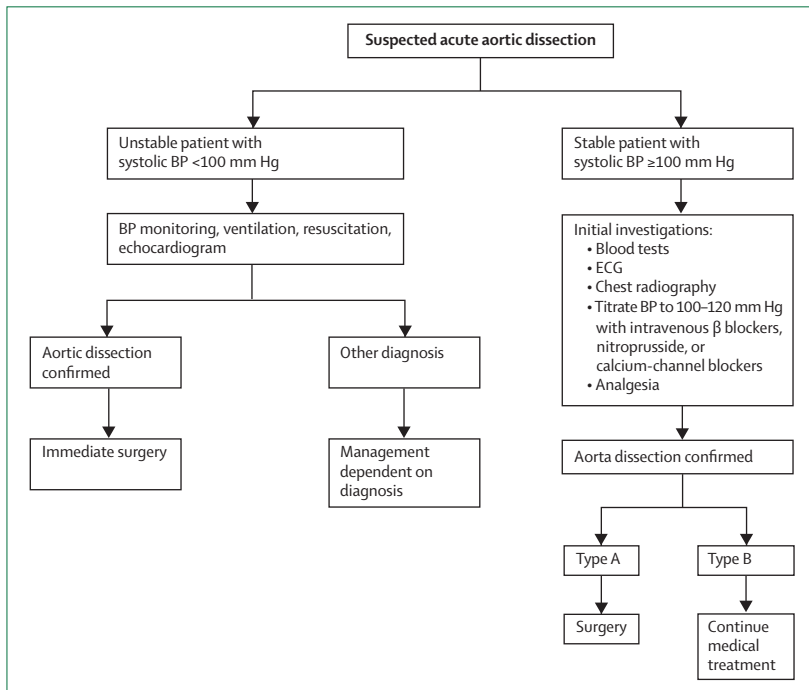 Suspected acute aortic dissection
Unstable patient with
systolic BP <100 mm Hg
BP monitoring, ventilation, resuscitation,
echocardiogram
Aortic dissection
confirmed
Immediate surgery
Other diagnosis
Management
dependent on
diagnosis
Stable patient with
systolic BP ≥100 mm Hg
Initial investigations:
• Blood tests
• ECG
• Chest radiography
• Titrate BP to 100–120 mm Hg
with intravenous β blockers,
nitroprusside, or
calcium-channel blockers
• Analgesia
Aorta dissection confirmed
Type A
Surgery
Type B
Continue
medical
treatment